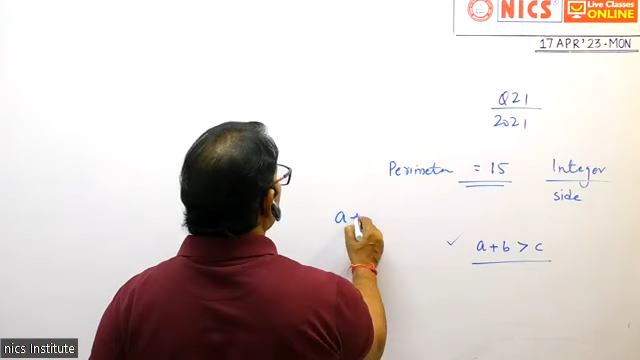 NICS
Live Classes
ONLINE
17 APR'23-MON
Q21
2021
Perimeter = 15 Integer
side
a +
✓ a + b > c
nics Institute